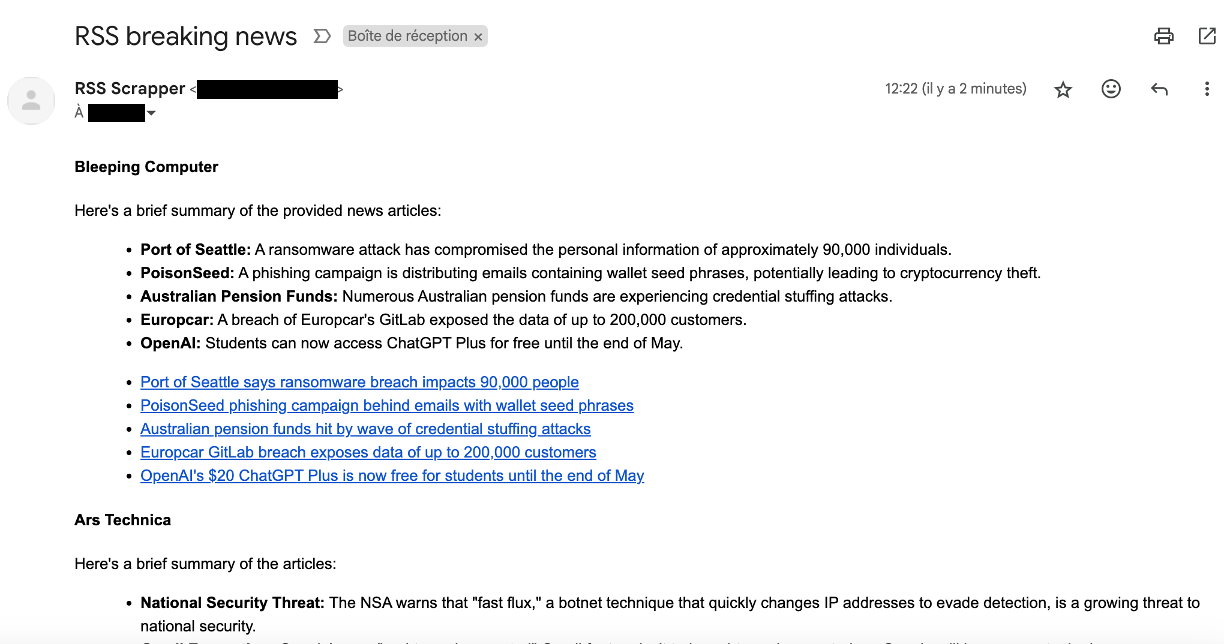 RSS breaking news
Boîte de réception ×
RSS Scrapper < >
12:22 (il y a 2 minutes)
À
Bleeping Computer
Here's a brief summary of the provided news articles:
• Port of Seattle: A ransomware attack has compromised the personal information of approximately 90,000 individuals.
• PoisonSeed: A phishing campaign is distributing emails containing wallet seed phrases, potentially leading to cryptocurrency theft.
• Australian Pension Funds: Numerous Australian pension funds are experiencing credential stuffing attacks.
• Europcar: A breach of Europcar's GitLab exposed the data of up to 200,000 customers.
• OpenAI: Students can now access ChatGPT Plus for free until the end of May.
• Port of Seattle says ransomware breach impacts 90,000 people
• PoisonSeed phishing campaign behind emails with wallet seed phrases
• Australian pension funds hit by wave of credential stuffing attacks
• Europcar GitLab breach exposes data of up to 200,000 customers
• OpenAI's $20 ChatGPT Plus is now free for students until the end of May
Ars Technica
Here's a brief summary of the articles:
• National Security Threat: The NSA warns that "fast flux," a botnet technique that quickly changes IP addresses to evade detection, is a growing threat to
national security.